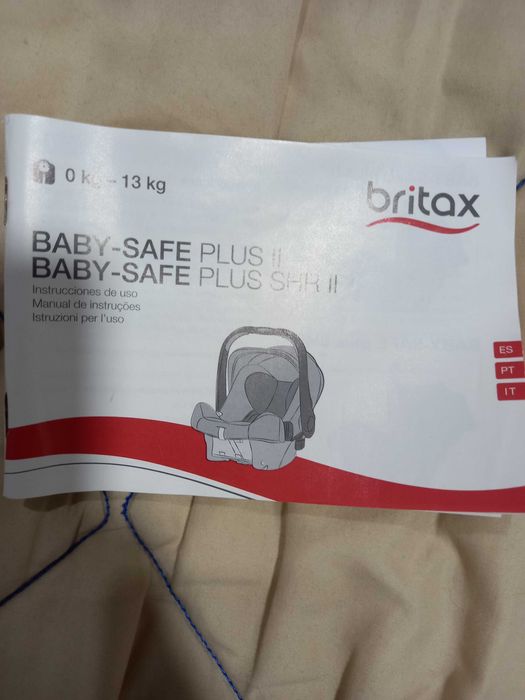 0 kg – 13 kg
britax
BABY-SAFE PLUS II
BABY-SAFE PLUS SHR II
Instrucciones de uso
Manual de instruções
Istruzioni per l'uso
ES
PT
IT